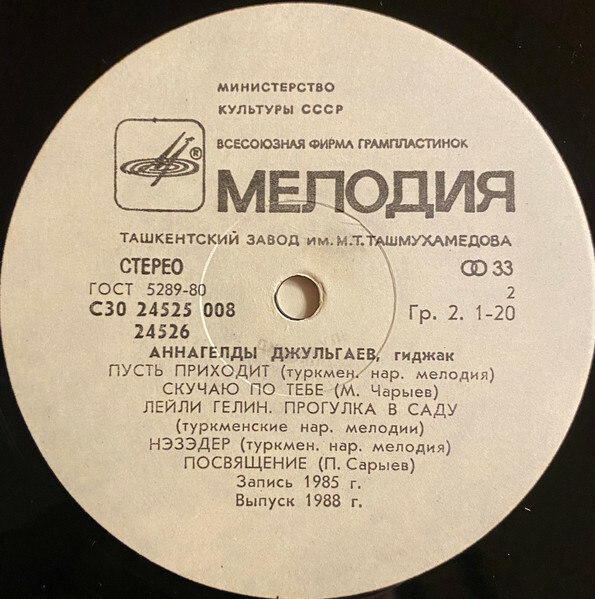 МИНИСТЕРСТВО
КУЛЬТУРЫ СССР
ВСЕСОЮЗНАЯ ФИРМА ГРАМПЛАСТИНОК
®
МЕЛОДИЯ
ТАШКЕНТСКИЙ ЗАВОД им. М.Т. ТАШМУХАМЕДОВА
СТЕРЕО 33
ГОСТ 5289-80 2
С30 24525 008 Гр. 2. 1-20
24526
АННАГЕЛДЫ ДЖУЛЬГАЕВ, гиджак
ПУСТЬ ПРИХОДИТ (туркмен. нар. мелодия)
СКУЧАЮ ПО ТЕБЕ (М. Чарыев)
ЛЕЙЛИ ГЕЛИН. ПРОГУЛКА В САДУ
(туркменские нар. мелодии)
НЭЗЭДЕР (туркмен. нар. мелодия)
ПОСВЯЩЕНИЕ (П. Сарыев)
Запись 1985 г.
Выпуск 1988 г.